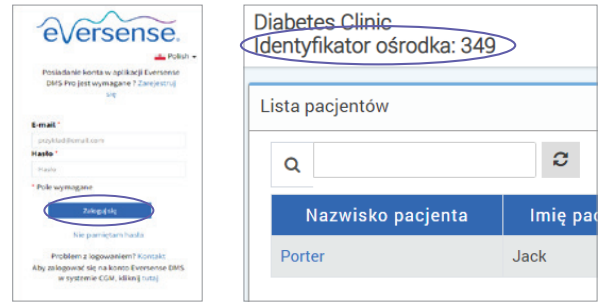 eversense.
Polish
Posiadanie konta w aplikacji Eversense
DMS Pro jest wymagane ? Zarejestruj
się
E-mail *
przyklad@email.com
Hasło *
Hasło
* Pole wymagane
Zaloguj się
Nie pamiętam hasła
Problem z logowaniem? Kontakt
Aby zalogować się na konto Eversense DMS
w systemie CGM, kliknij tutaj
Diabetes Clinic
Identyfikator ośrodka: 349
Lista pacjentów
Nazwisko pacjenta
Imię pac
Porter
Jack